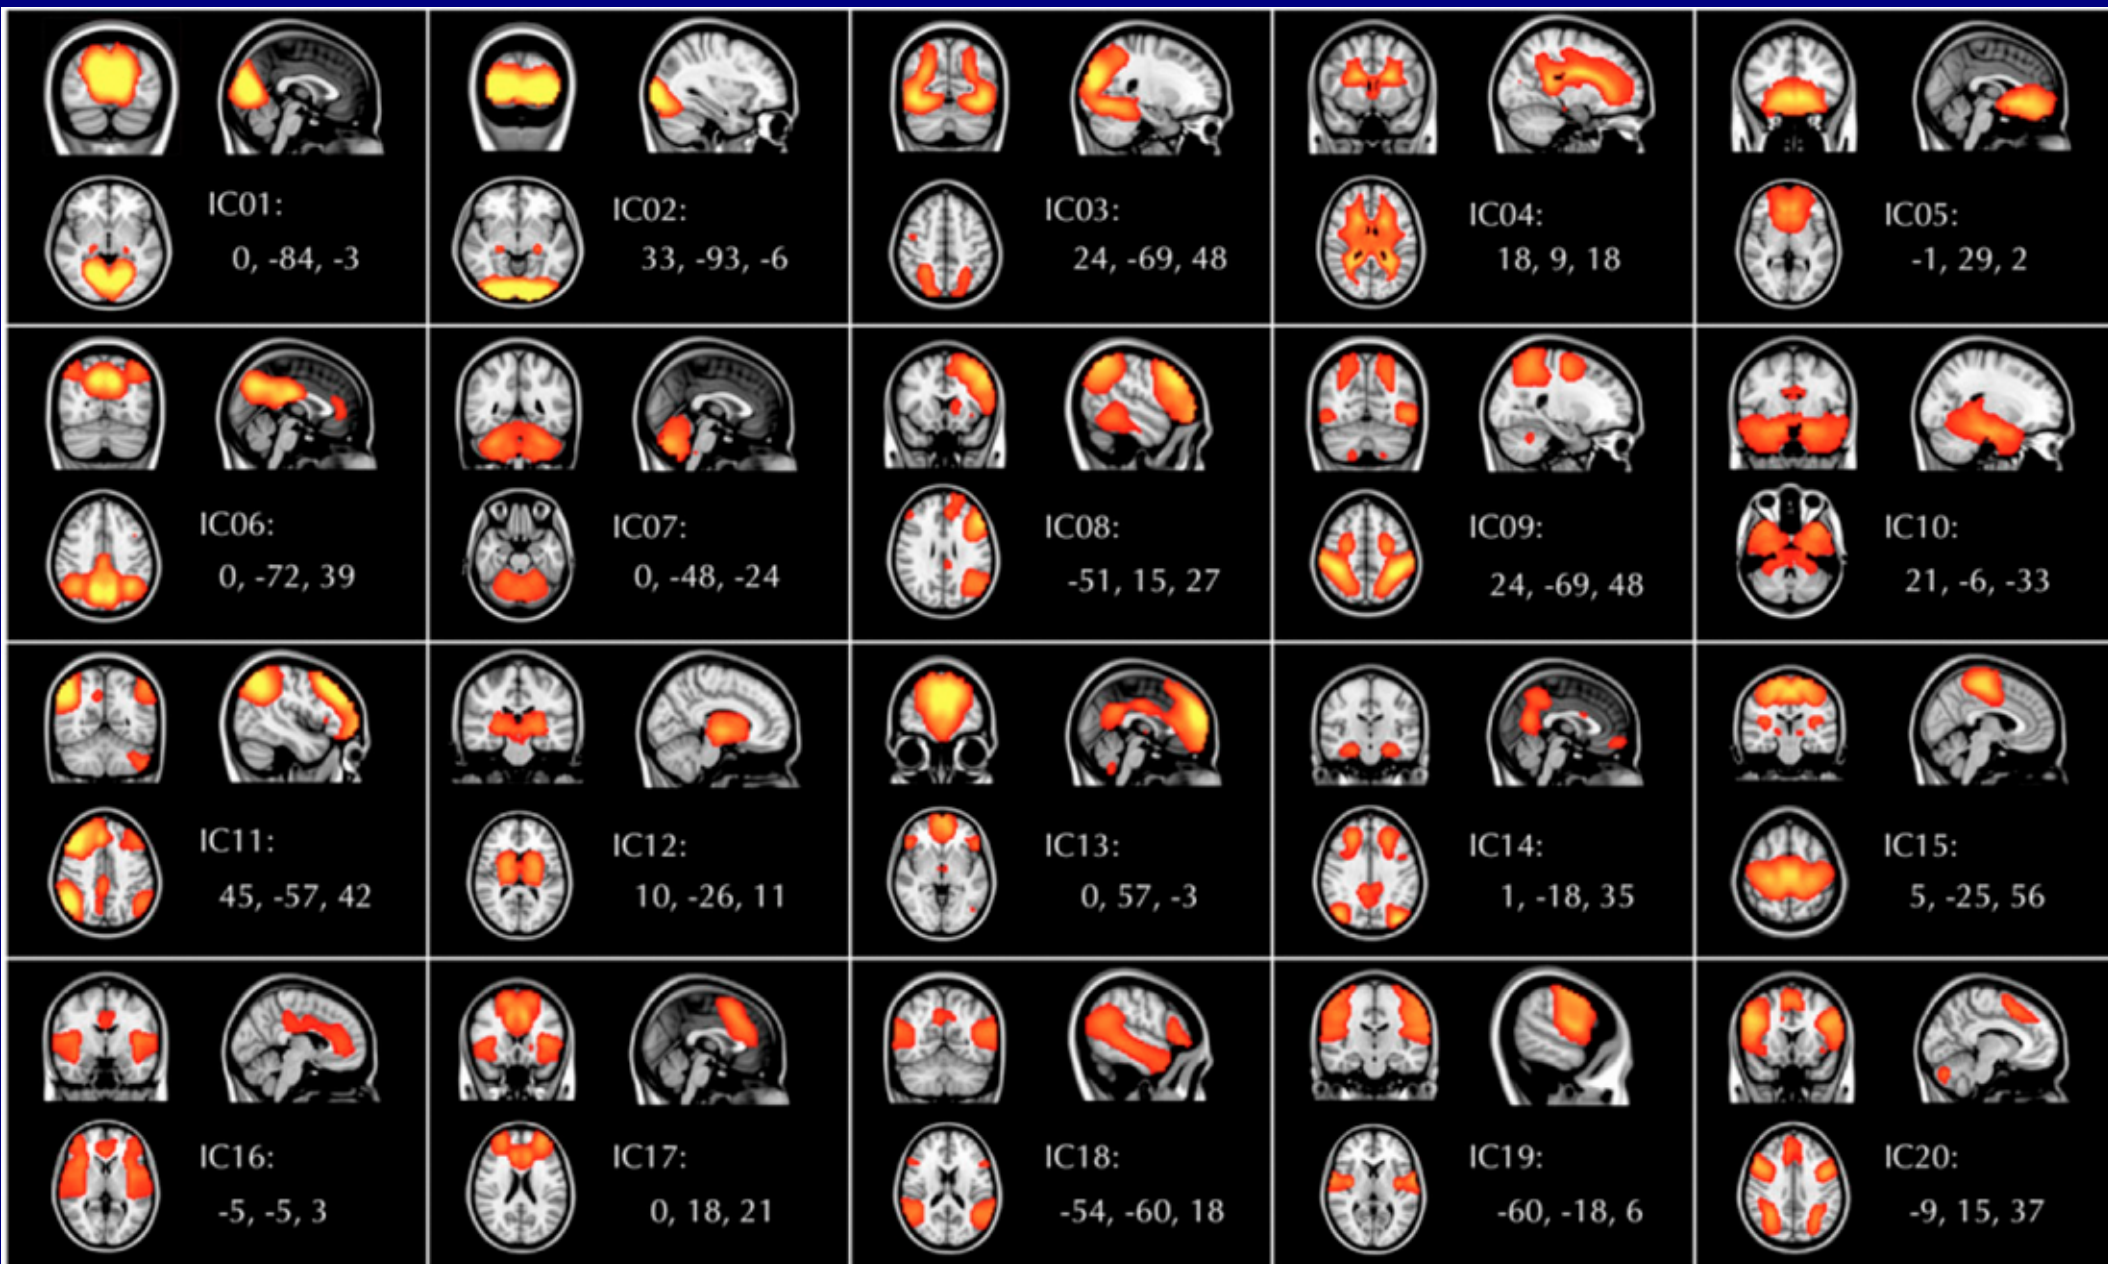 IC01:
0, -84, -3
IC02:
33, -93, -6
IC03:
24, -69, 48
IC04:
18, 9, 18
IC05:
-1, 29, 2
IC06:
0, -72, 39
IC07:
0, -48, -24
IC08:
-51, 15, 27
IC09:
24, -69, 48
IC10:
21, -6, -33
IC11:
45, -57, 42
IC12:
10, -26, 11
IC13:
0, 57, -3
IC14:
1, -18, 35
IC15:
5, -25, 56
IC16:
-5, -5, 3
IC17:
0, 18, 21
IC18:
-54, -60, 18
IC19:
-60, -18, 6
IC20:
-9, 15, 37